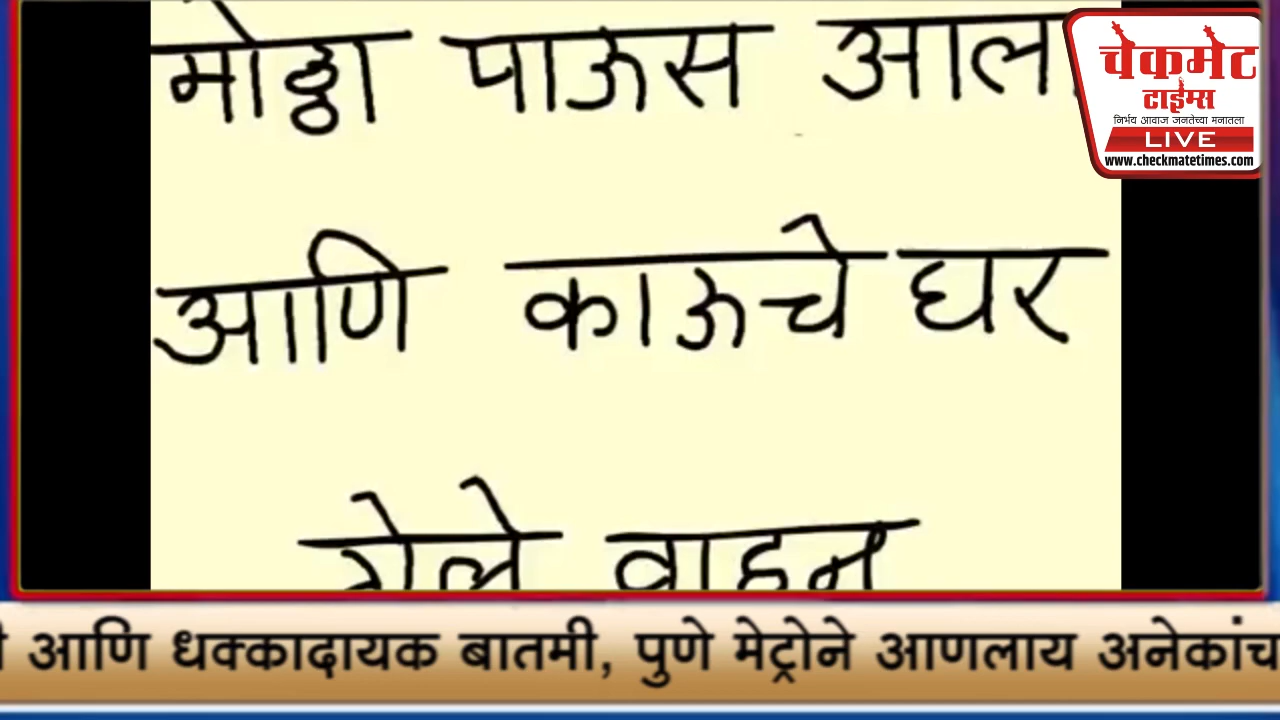 मोठ्ठा पाऊस आल
आणि काऊचे घर
गेले वाहून
चेकमेट
टाईम्स
निर्भय आवाज जनतेच्या मनातला
LIVE
www.checkmatetimes.com
आणि धक्कादायक बातमी, पुणे मेट्रोने आणलाय अनेकांच